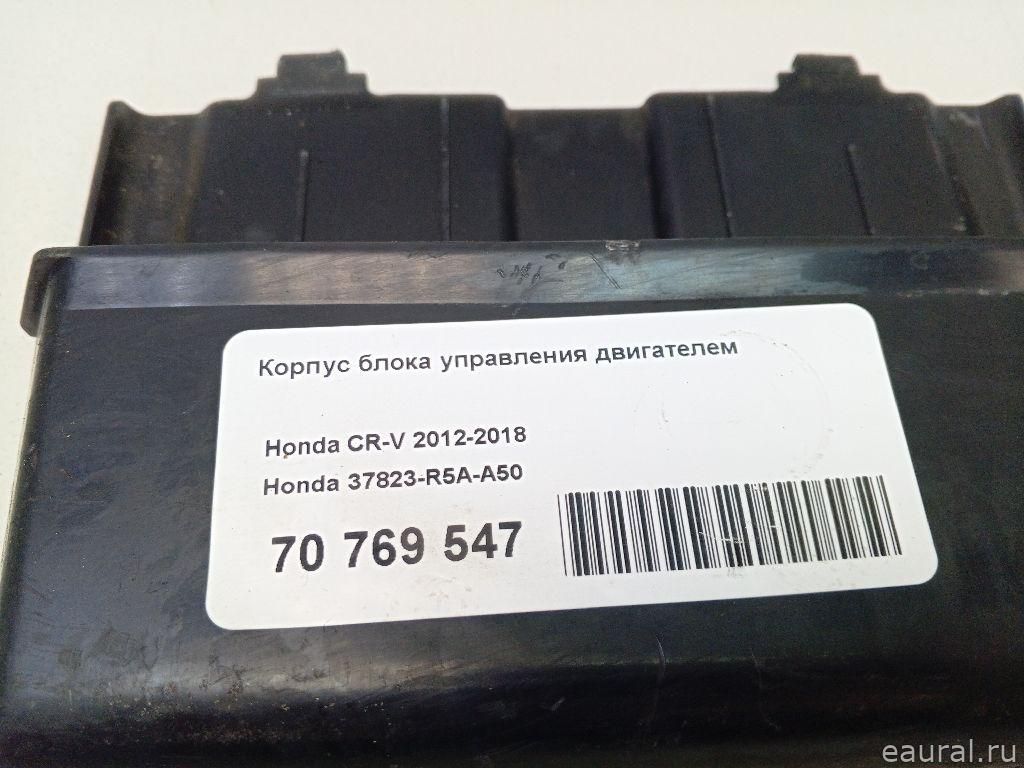 Корпус блока управления двигателем
Honda CR-V 2012-2018
Honda 37823-R5A-A50
70 769 547
eaural.ru